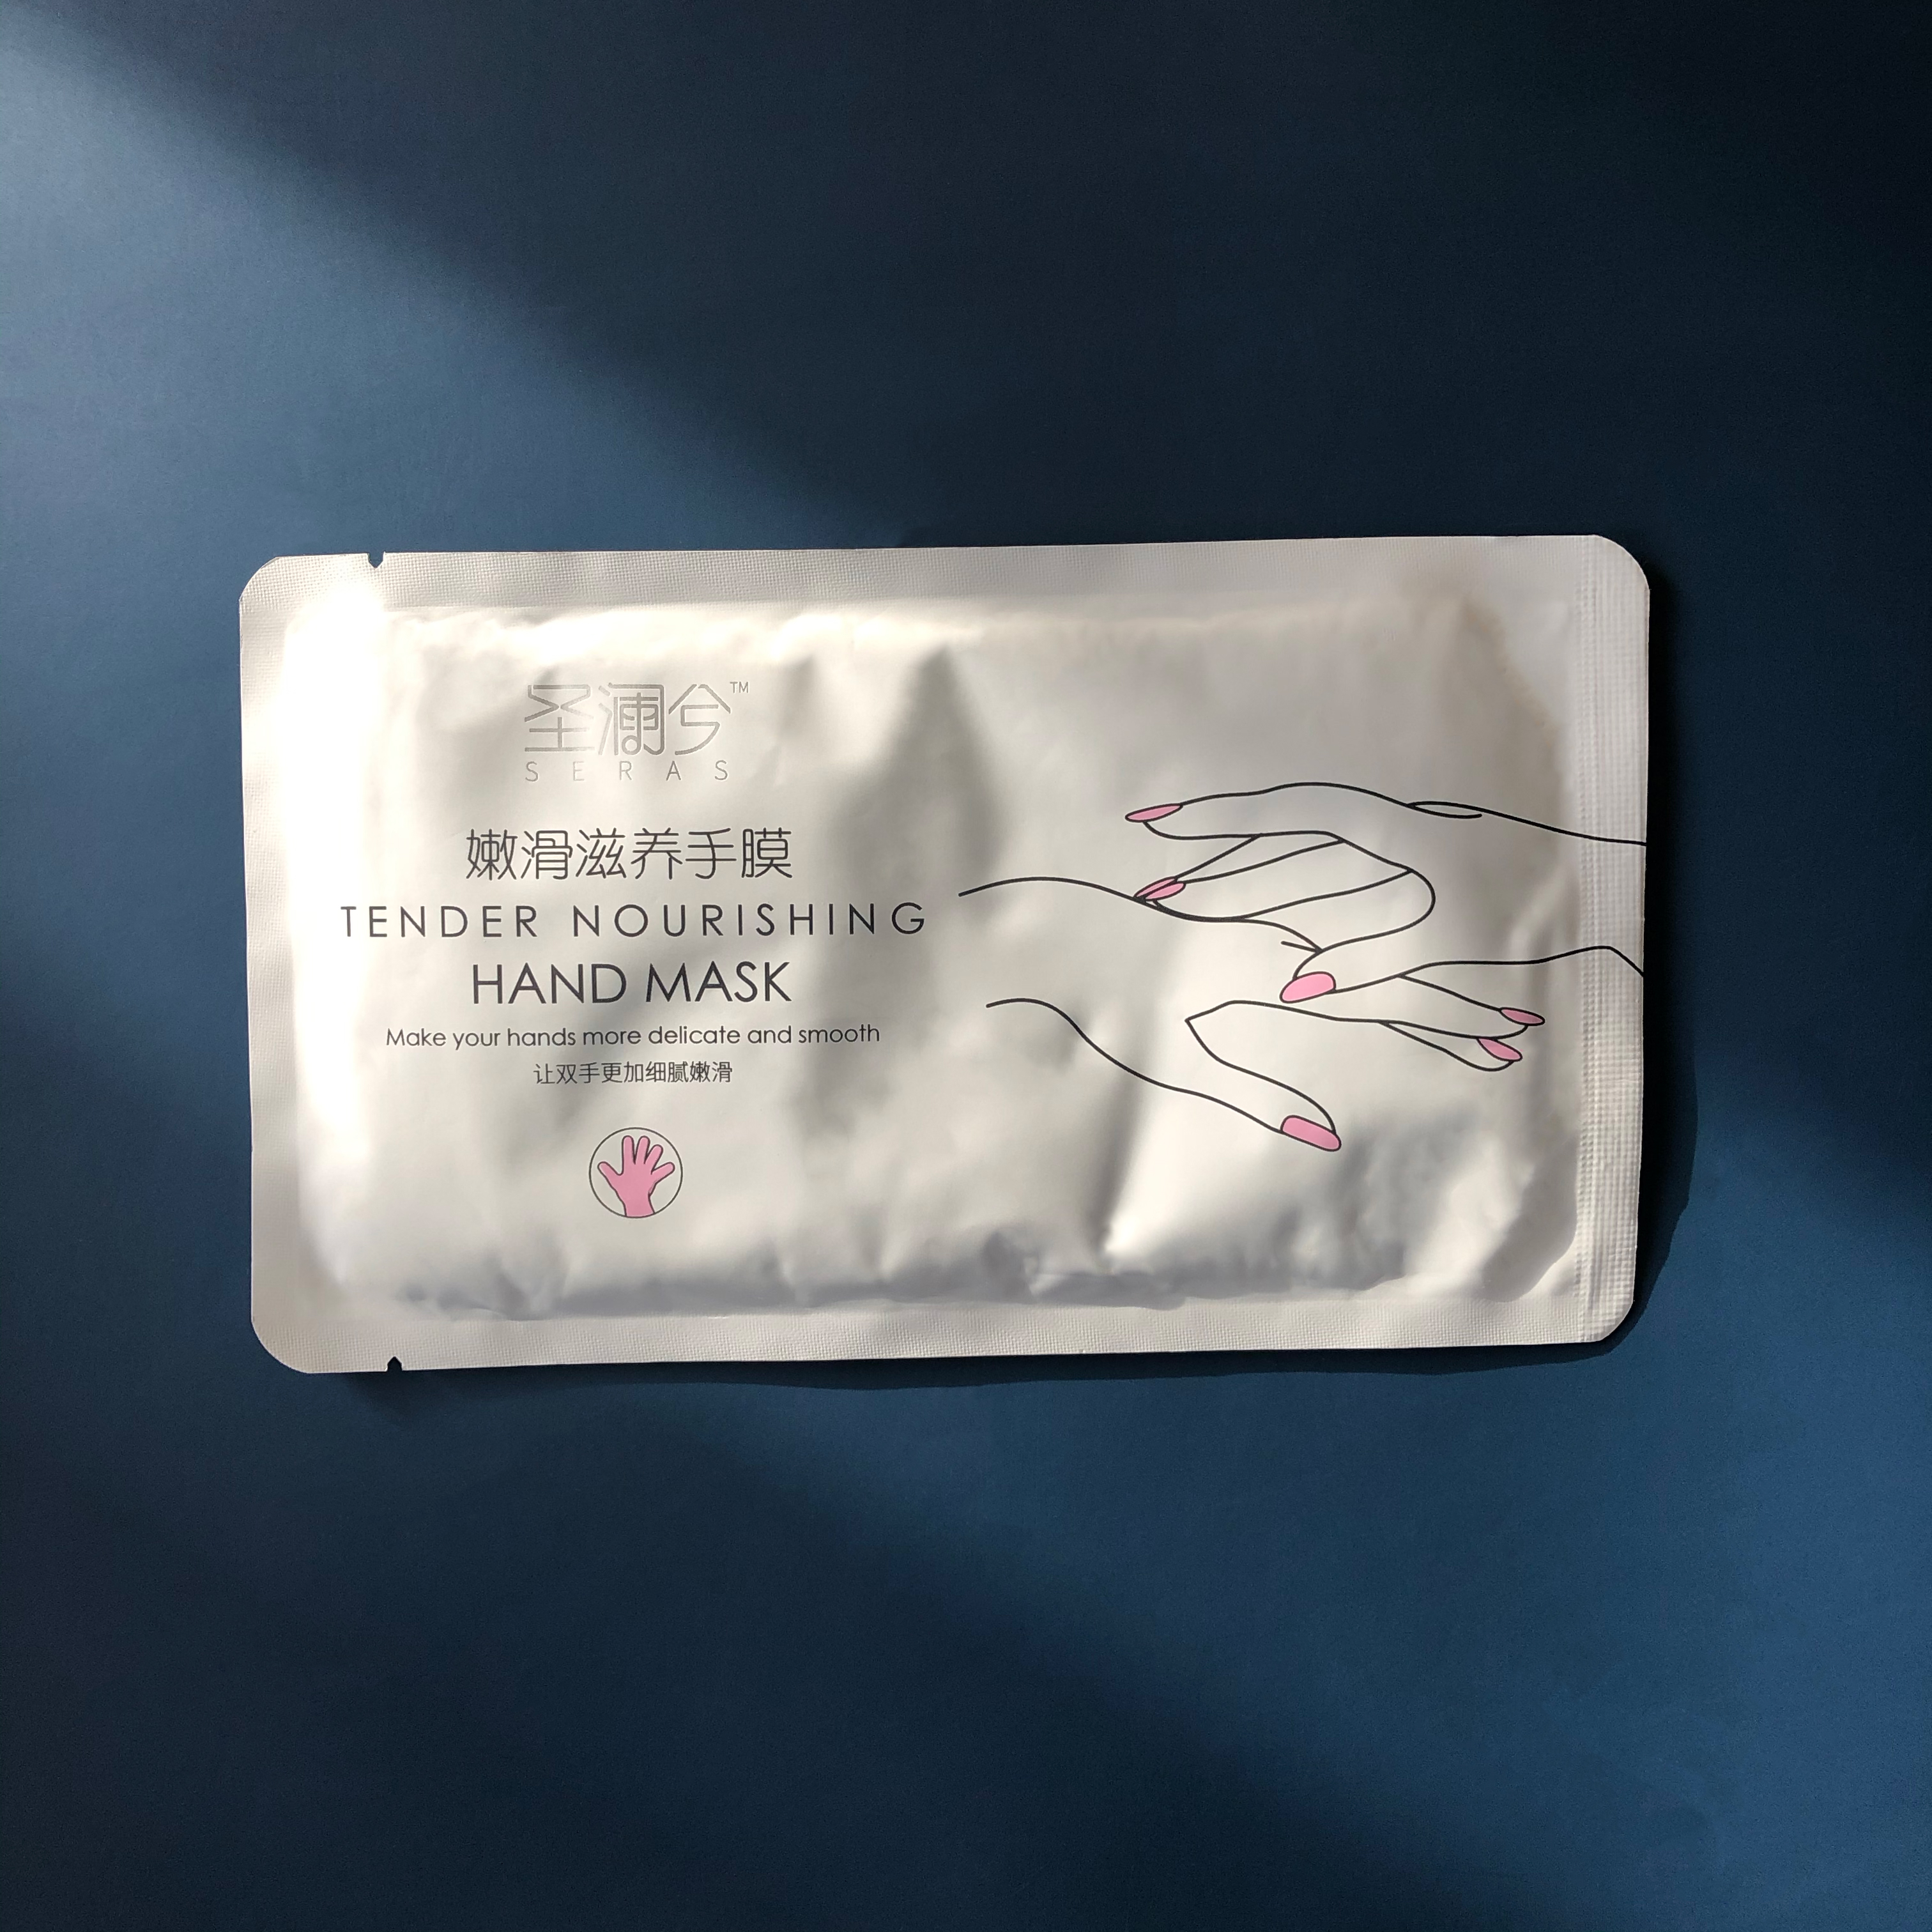 圣澜兮™
SERAS
嫩滑滋养手膜
TENDER NOURISHING
HAND MASK
Make your hands more delicate and smooth
让双手更加细腻嫩滑